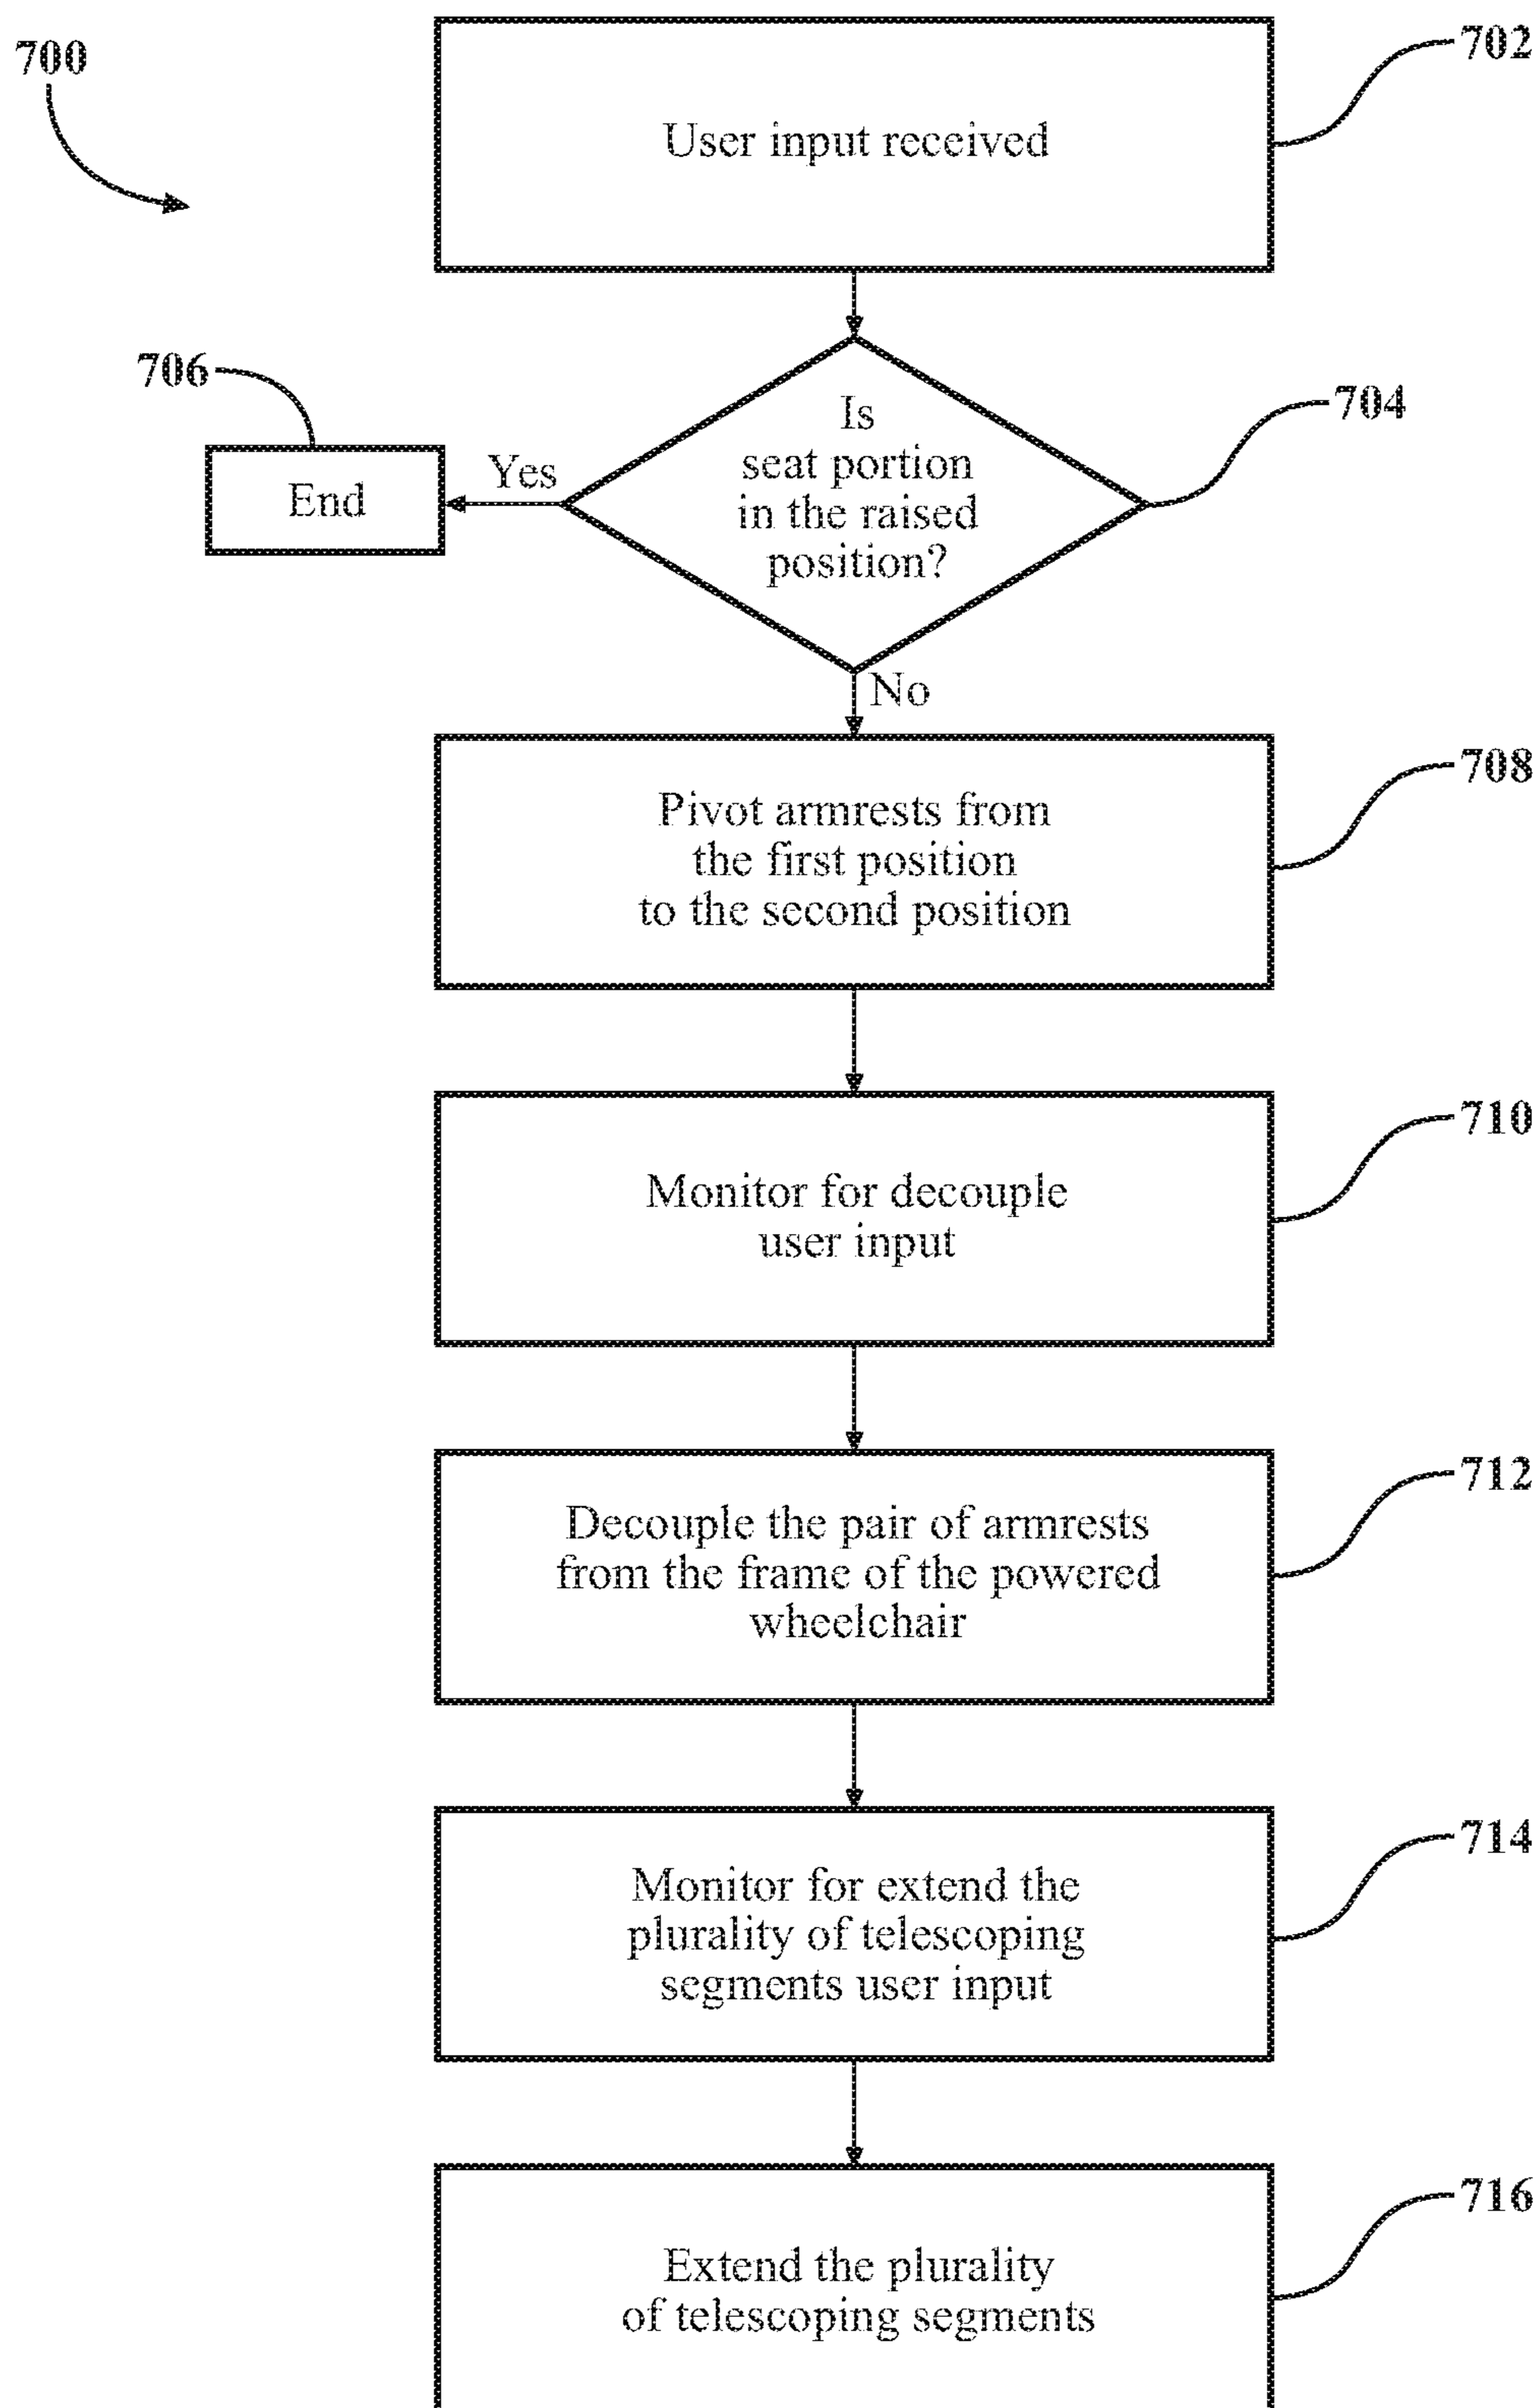 700
702
User input received
706
704
Is
seat portion
in the raised
position?
Yes
End
No
708
Pivot armrests from
the first position
to the second position
710
Monitor for decouple
user input
712
Decouple the pair of armrests
from the frame of the powered
wheelchair
714
Monitor for extend the
plurality of telescoping
segments user input
716
Extend the plurality
of telescoping segments